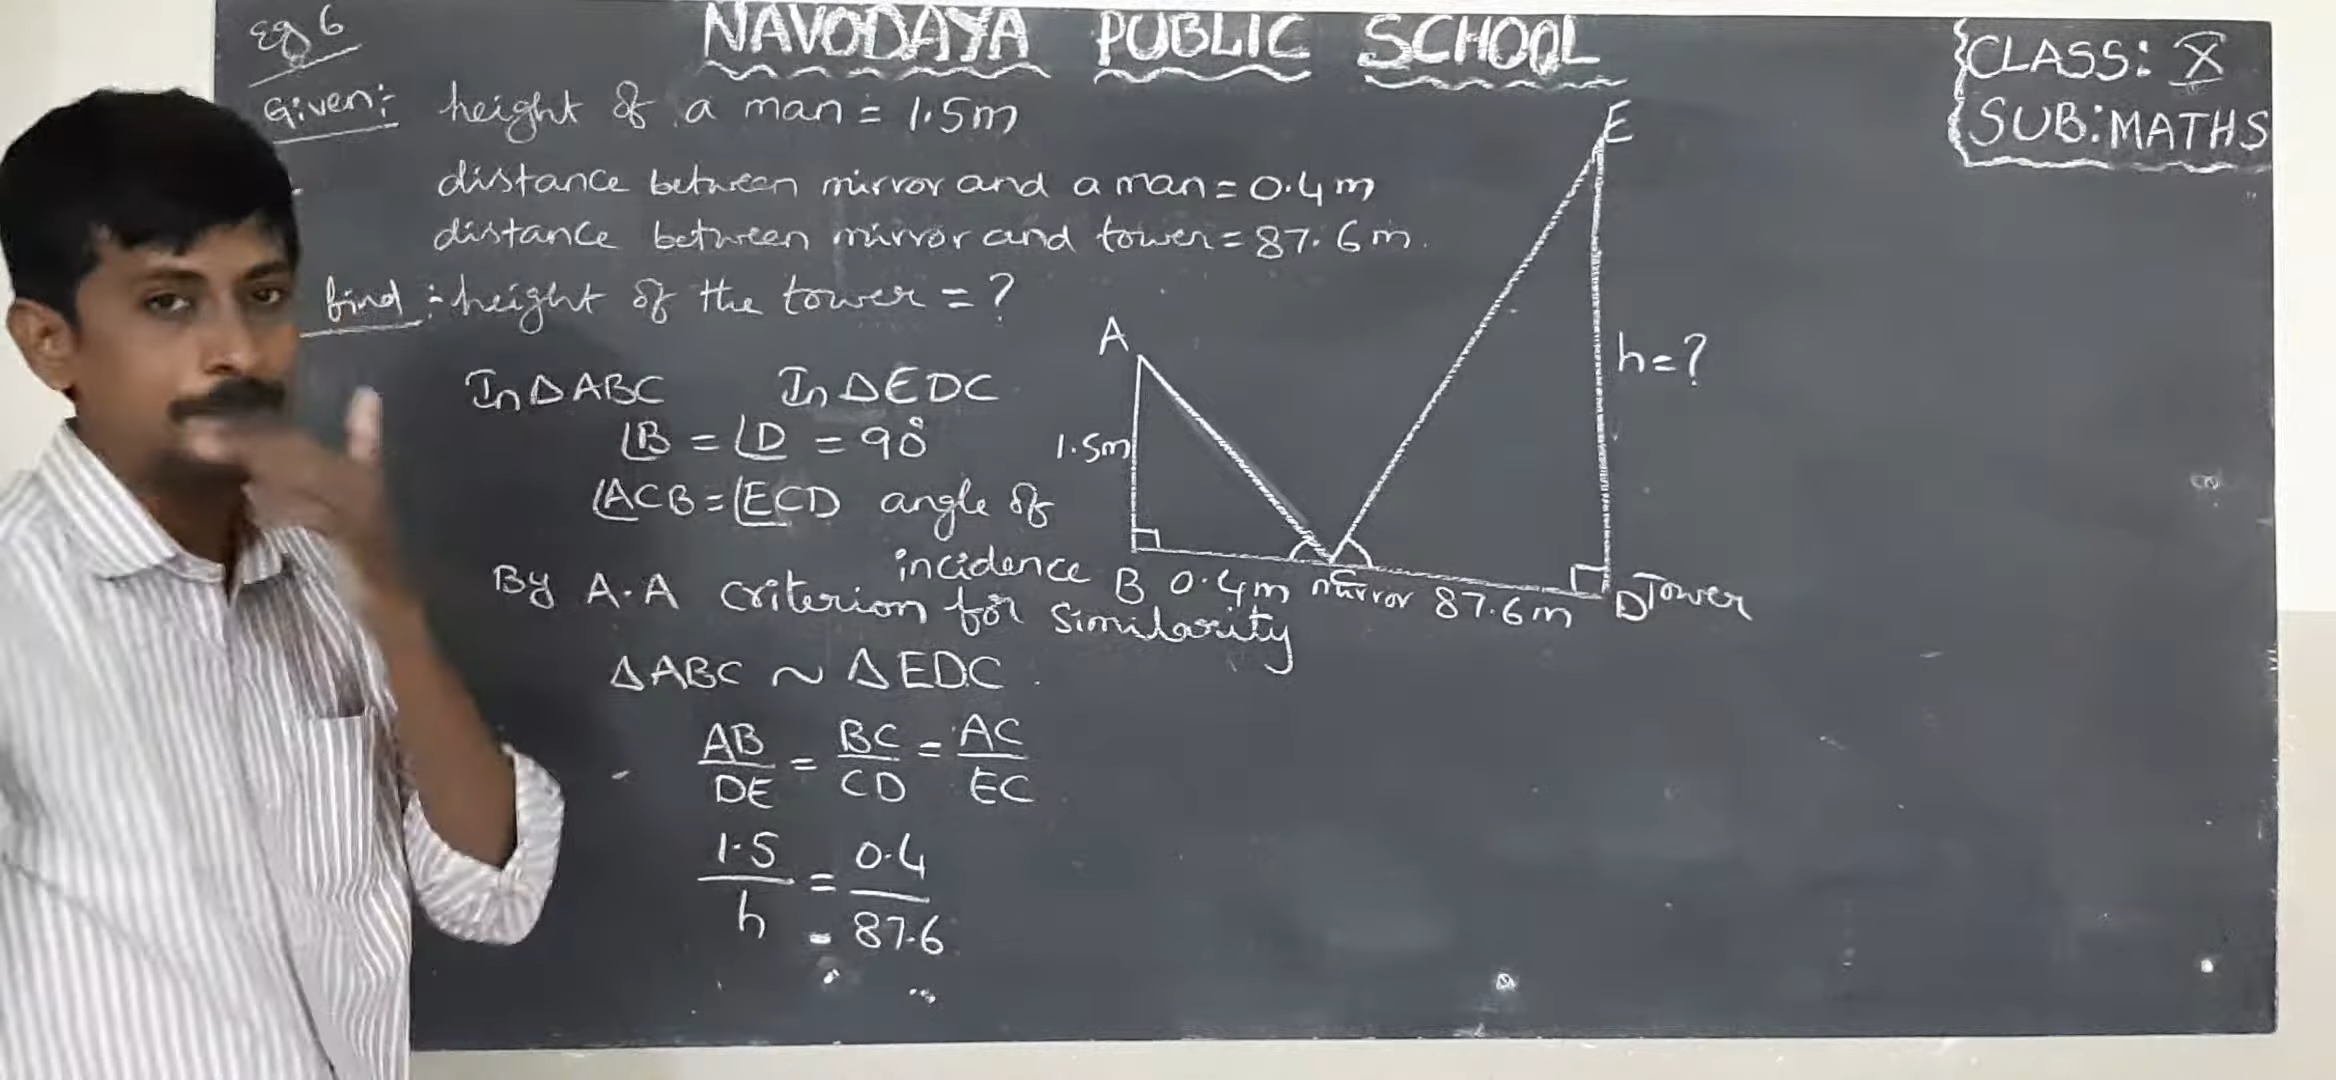 Eg 6
NAVODAYA PUBLIC SCHOOL
CLASS: X
SUB: MATHS
Given:- height of a man = 1.5m
distance between mirror and a man = 0.4 m
distance between mirror and tower = 87.6 m.
find :- height of the tower = ?
In ΔABC In ΔEDC
∠B = ∠D = 90°
∠ACB = ∠ECD angle of
incidence
By A.A criterion for similarity
ΔABC ~ ΔEDC.
AB/DE = BC/CD = AC/EC
1.5/h = 0.4/87.6
E
A
h=?
1.5m
B 0.4m C mirror 87.6m D Tower